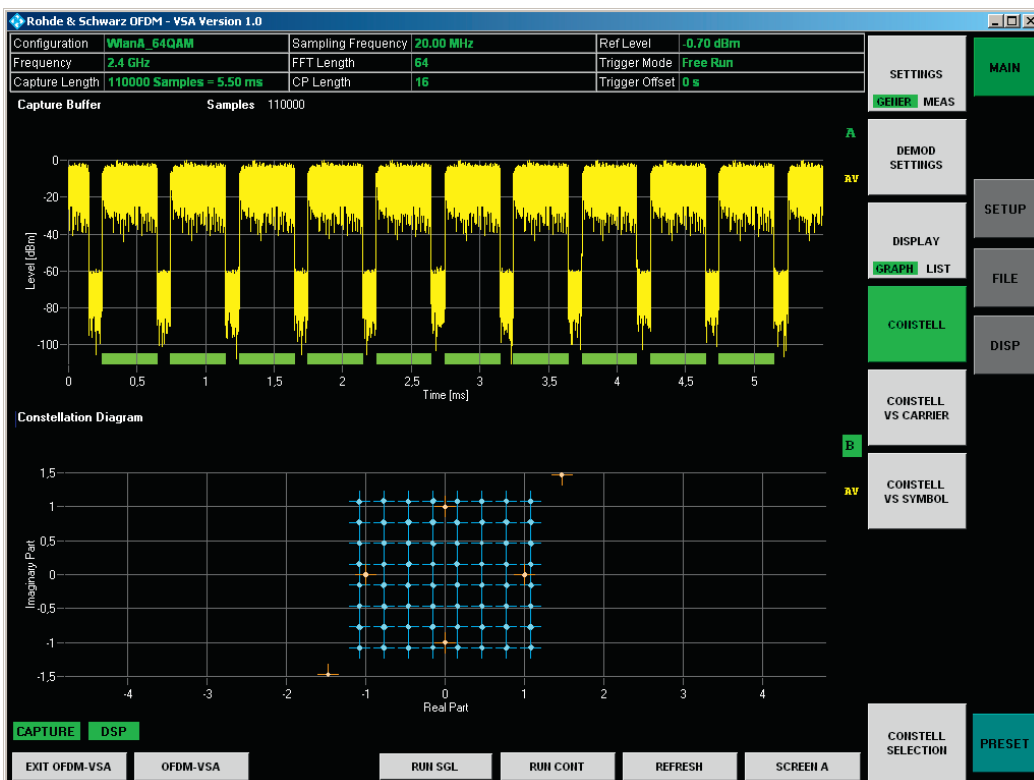 Rohde & Schwarz OFDM - VSA Version 1.0
Configuration WlanA_64QAM Sampling Frequency 20.00 MHz Ref Level -0.70 dBm
Frequency 2.4 GHz FFT Length 64 Trigger Mode Free Run
Capture Length 110000 Samples = 5.50 ms CP Length 16 Trigger Offset 0 s
Capture Buffer Samples 110000
A
AV
Level [dBm]
0
-20
-40
-60
-80
-100
0 0,5 1 1,5 2 2,5 3 3,5 4 4,5 5
Time [ms]
Constellation Diagram
B
AV
Imaginary Part
1,5
1
0,5
0
-0,5
-1
-1,5
-4 -3 -2 -1 0 1 2 3 4
Real Part
CAPTURE DSP
EXIT OFDM-VSA OFDM-VSA RUN SGL RUN CONT REFRESH SCREEN A
SETTINGS
GENER MEAS
DEMOD
SETTINGS
DISPLAY
GRAPH LIST
CONSTELL
CONSTELL
VS CARRIER
CONSTELL
VS SYMBOL
CONSTELL
SELECTION
MAIN
SETUP
FILE
DISP
PRESET